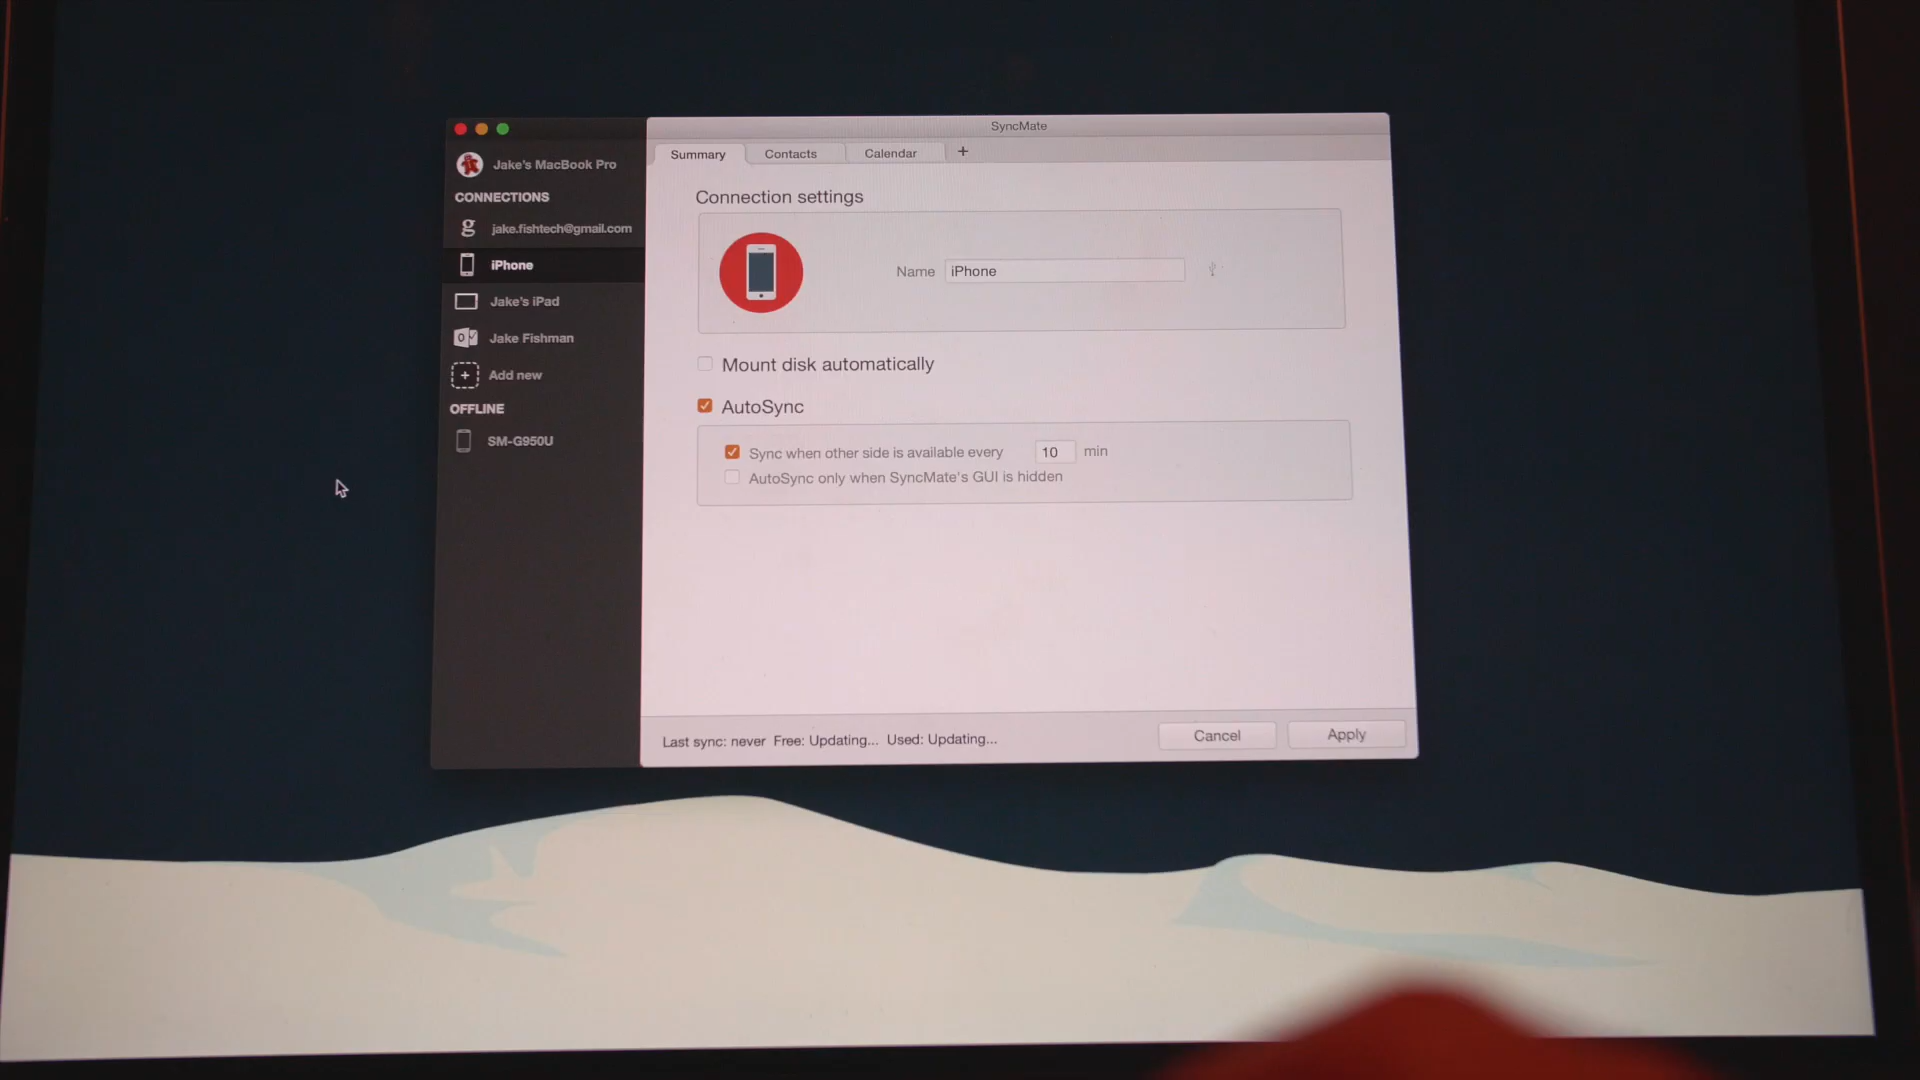 SyncMate
Jake's MacBook Pro
CONNECTIONS
jake.fishtech@gmail.com
iPhone
Jake's iPad
Jake Fishman
Add new
OFFLINE
SM-G950U
Summary Contacts Calendar +
Connection settings
Name iPhone
Mount disk automatically
AutoSync
Sync when other side is available every 10 min
AutoSync only when SyncMate's GUI is hidden
Last sync: never Free: Updating... Used: Updating...
Cancel Apply